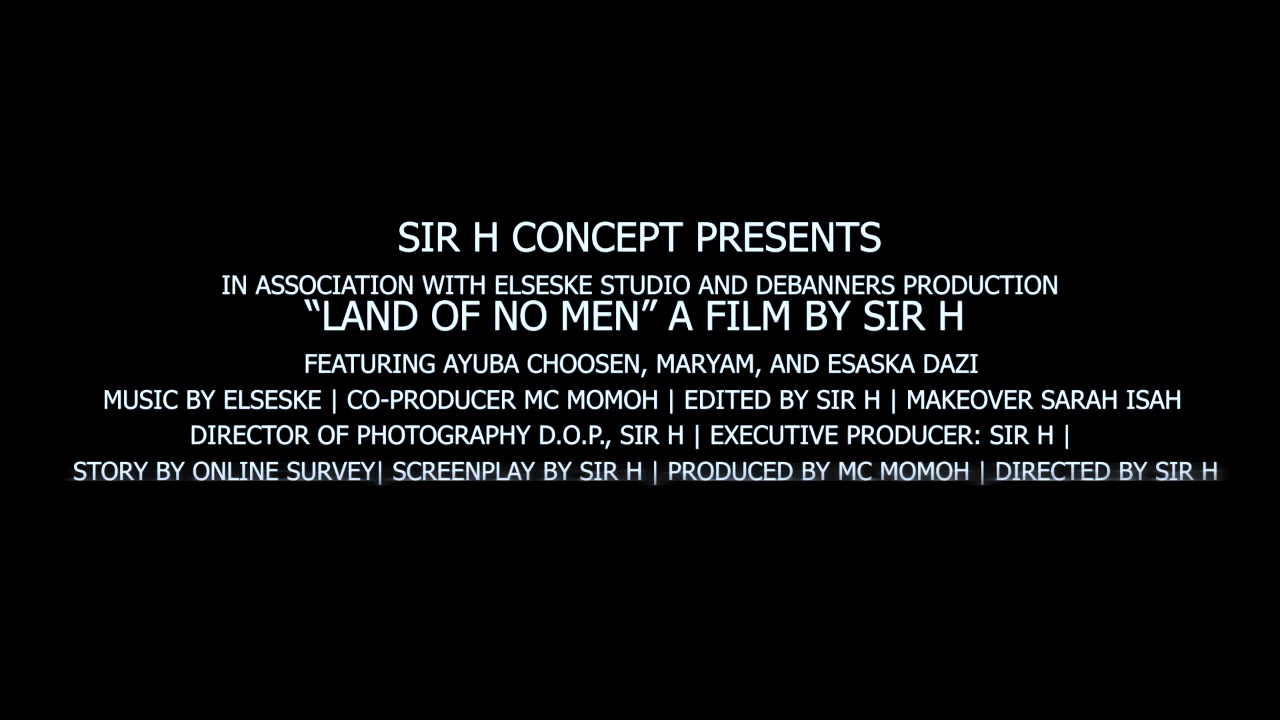 SIR H CONCEPT PRESENTS
IN ASSOCIATION WITH ELSESKE STUDIO AND DEBANNERS PRODUCTION
“LAND OF NO MEN” A FILM BY SIR H
FEATURING AYUBA CHOOSEN, MARYAM, AND ESASKA DAZI
MUSIC BY ELSESKE | CO-PRODUCER MC MOMOH | EDITED BY SIR H | MAKEOVER SARAH ISAH
DIRECTOR OF PHOTOGRAPHY D.O.P., SIR H | EXECUTIVE PRODUCER: SIR H |
STORY BY ONLINE SURVEY| SCREENPLAY BY SIR H | PRODUCED BY MC MOMOH | DIRECTED BY SIR H